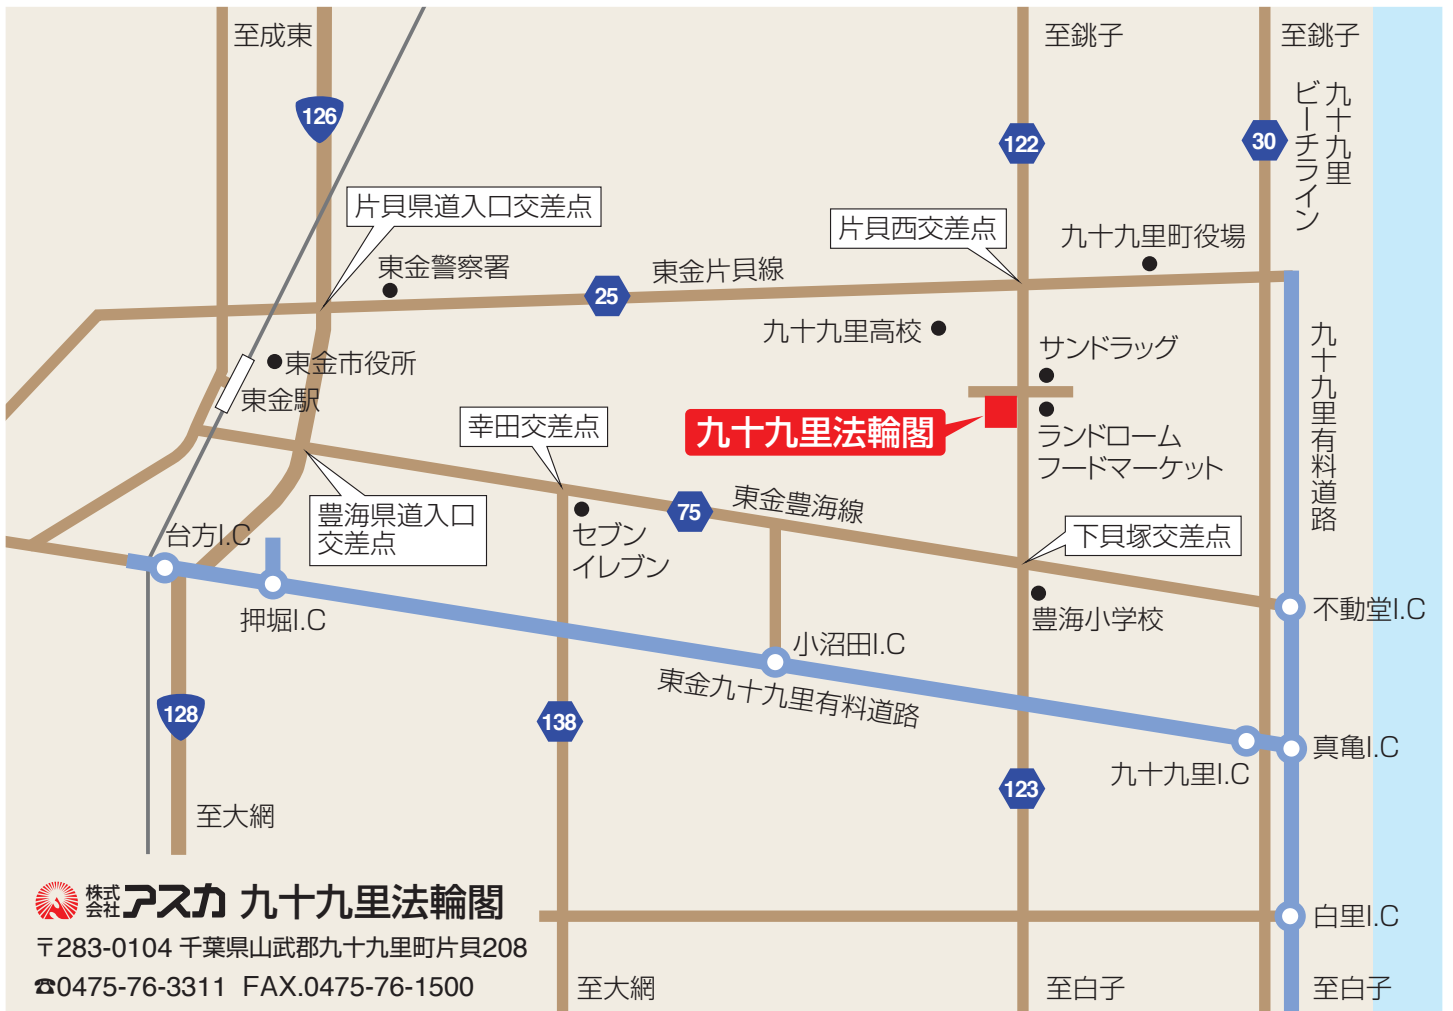 至成東
至銚子
至銚子
126
122
30
九十九里
ビーチライン
片貝県道入口交差点
片貝西交差点
九十九里町役場
東金警察署
東金片貝線
25
九十九里高校
サンドラッグ
九十九里有料道路
東金市役所
東金駅
幸田交差点
九十九里法輪閣
ランドローム
フードマーケット
豊海県道入口
交差点
75
東金豊海線
下貝塚交差点
台方I.C
セブン
イレブン
押堀I.C
豊海小学校
不動堂I.C
小沼田I.C
東金九十九里有料道路
128
138
123
九十九里I.C
真亀I.C
至大網
株式
会社
アスカ 九十九里法輪閣
〒283-0104 千葉県山武郡九十九里町片貝208
☎0475-76-3311 FAX.0475-76-1500
白里I.C
至大網
至白子
至白子